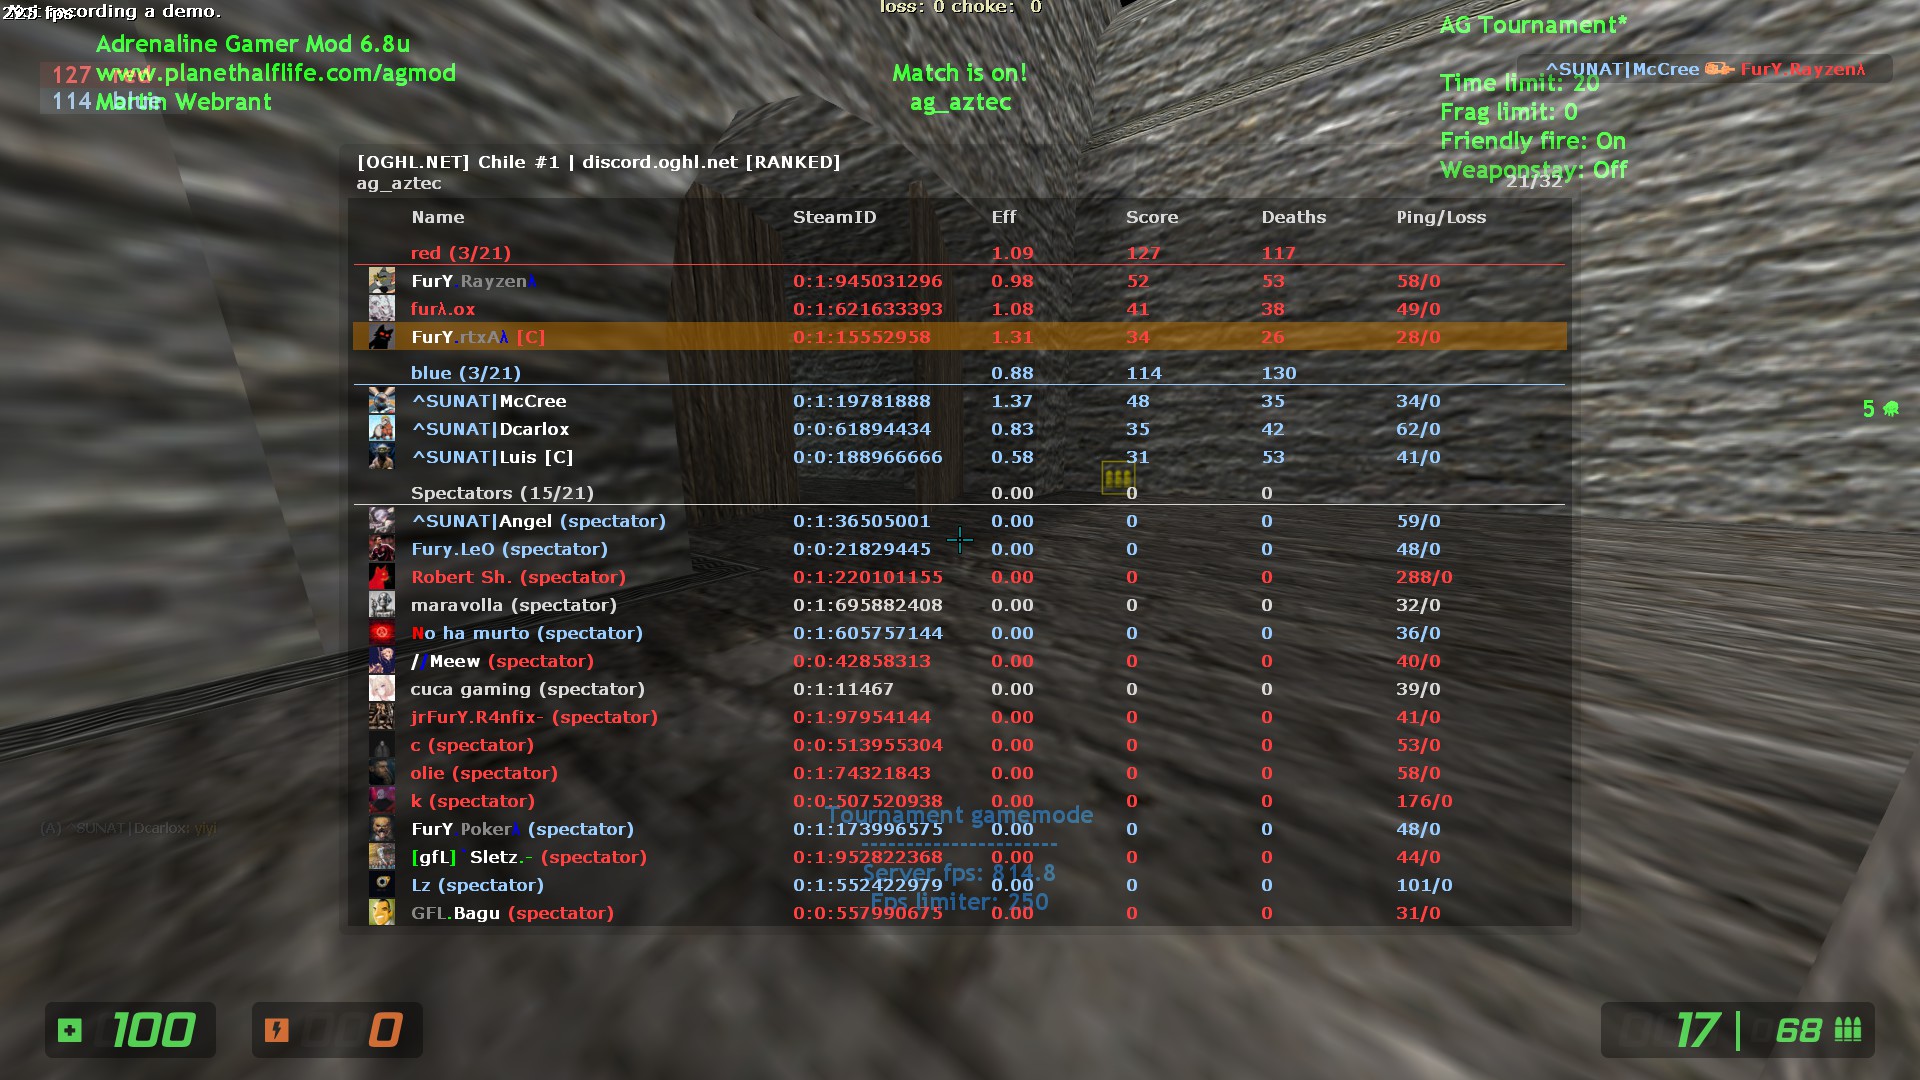 Not recording a demo.
loss: 0 choke: 0
AG Tournament*
Adrenaline Gamer Mod 6.8u
127 red
www.planethalflife.com/agmod
Match is on!
^SUNAT|McCree FurY.Rayzenλ
Time limit: 20
114 blue
Martin Webrant
ag_aztec
Frag limit: 0
Friendly fire: On
Weaponstay: Off
[OGHL.NET] Chile #1 | discord.oghl.net [RANKED]
ag_aztec 21/32
Name SteamID Eff Score Deaths Ping/Loss
red (3/21) 1.09 127 117
FurY.Rayzenλ 0:1:945031296 0.98 52 53 58/0
furλ.ox 0:1:621633393 1.08 41 38 49/0
FurY.rtxAλ [C] 0:1:15552958 1.31 34 26 28/0
blue (3/21) 0.88 114 130
^SUNAT|McCree 0:1:19781888 1.37 48 35 34/0
5
^SUNAT|Dcarlox 0:0:61894434 0.83 35 42 62/0
^SUNAT|Luis [C] 0:0:188966666 0.58 31 53 41/0
Spectators (15/21) 0.00 0 0
^SUNAT|Angel (spectator) 0:1:36505001 0.00 0 0 59/0
Fury.LeO (spectator) 0:0:21829445 0.00 0 0 48/0
Robert Sh. (spectator) 0:1:220101155 0.00 0 0 288/0
maravolla (spectator) 0:1:695882408 0.00 0 0 32/0
No ha murto (spectator) 0:1:605757144 0.00 0 0 36/0
//Meew (spectator) 0:0:42858313 0.00 0 0 40/0
cuca gaming (spectator) 0:1:11467 0.00 0 0 39/0
jrFurY.R4nfix- (spectator) 0:1:97954144 0.00 0 0 41/0
c (spectator) 0:0:513955304 0.00 0 0 53/0
olie (spectator) 0:1:74321843 0.00 0 0 58/0
k (spectator) 0:0:507520938 0.00 0 0 176/0
Tournament gamemode
(A) ^SUNAT|Dcarlox: yiyi
FurY.Pokerλ (spectator) 0:1:173996575 0.00 0 0 48/0
----------------------
[gfL] Sletz.- (spectator) 0:1:952822368 0.00 0 0 44/0
Server fps: 814.8
Lz (spectator) 0:1:552422979 0.00 0 0 101/0
Fps limiter: 250
GFL.Bagu (spectator) 0:0:557990675 0.00 0 0 31/0
100 0 17 | 68